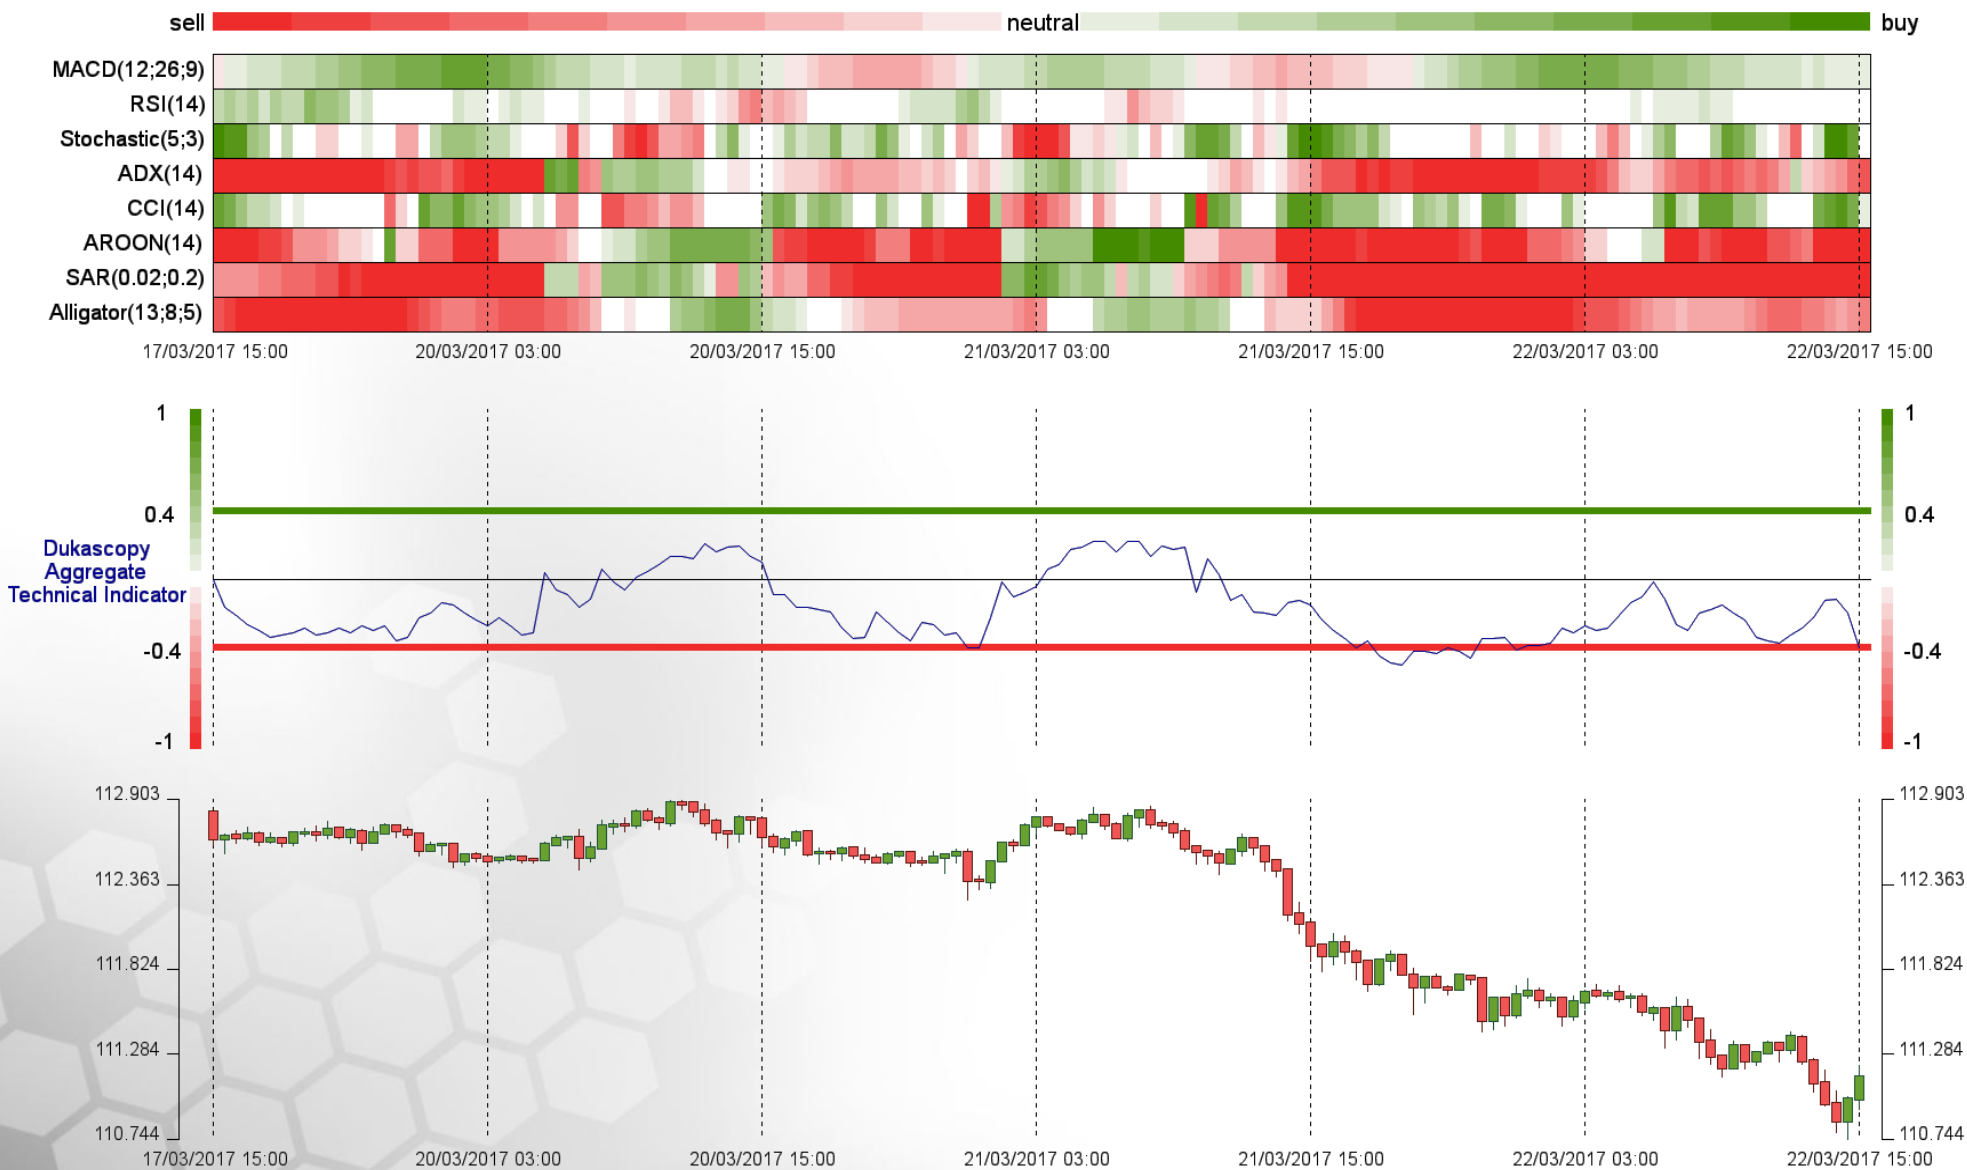 sell neutral buy
MACD(12;26;9)
RSI(14)
Stochastic(5;3)
ADX(14)
CCI(14)
AROON(14)
SAR(0.02;0.2)
Alligator(13;8;5)
17/03/2017 15:00 20/03/2017 03:00 20/03/2017 15:00 21/03/2017 03:00 21/03/2017 15:00 22/03/2017 03:00 22/03/2017 15:00
1 1
0.4 0.4
Dukascopy
Aggregate
Technical Indicator
-0.4 -0.4
-1 -1
112.903 112.903
112.363 112.363
111.824 111.824
111.284 111.284
110.744 110.744
17/03/2017 15:00 20/03/2017 03:00 20/03/2017 15:00 21/03/2017 03:00 21/03/2017 15:00 22/03/2017 03:00 22/03/2017 15:00